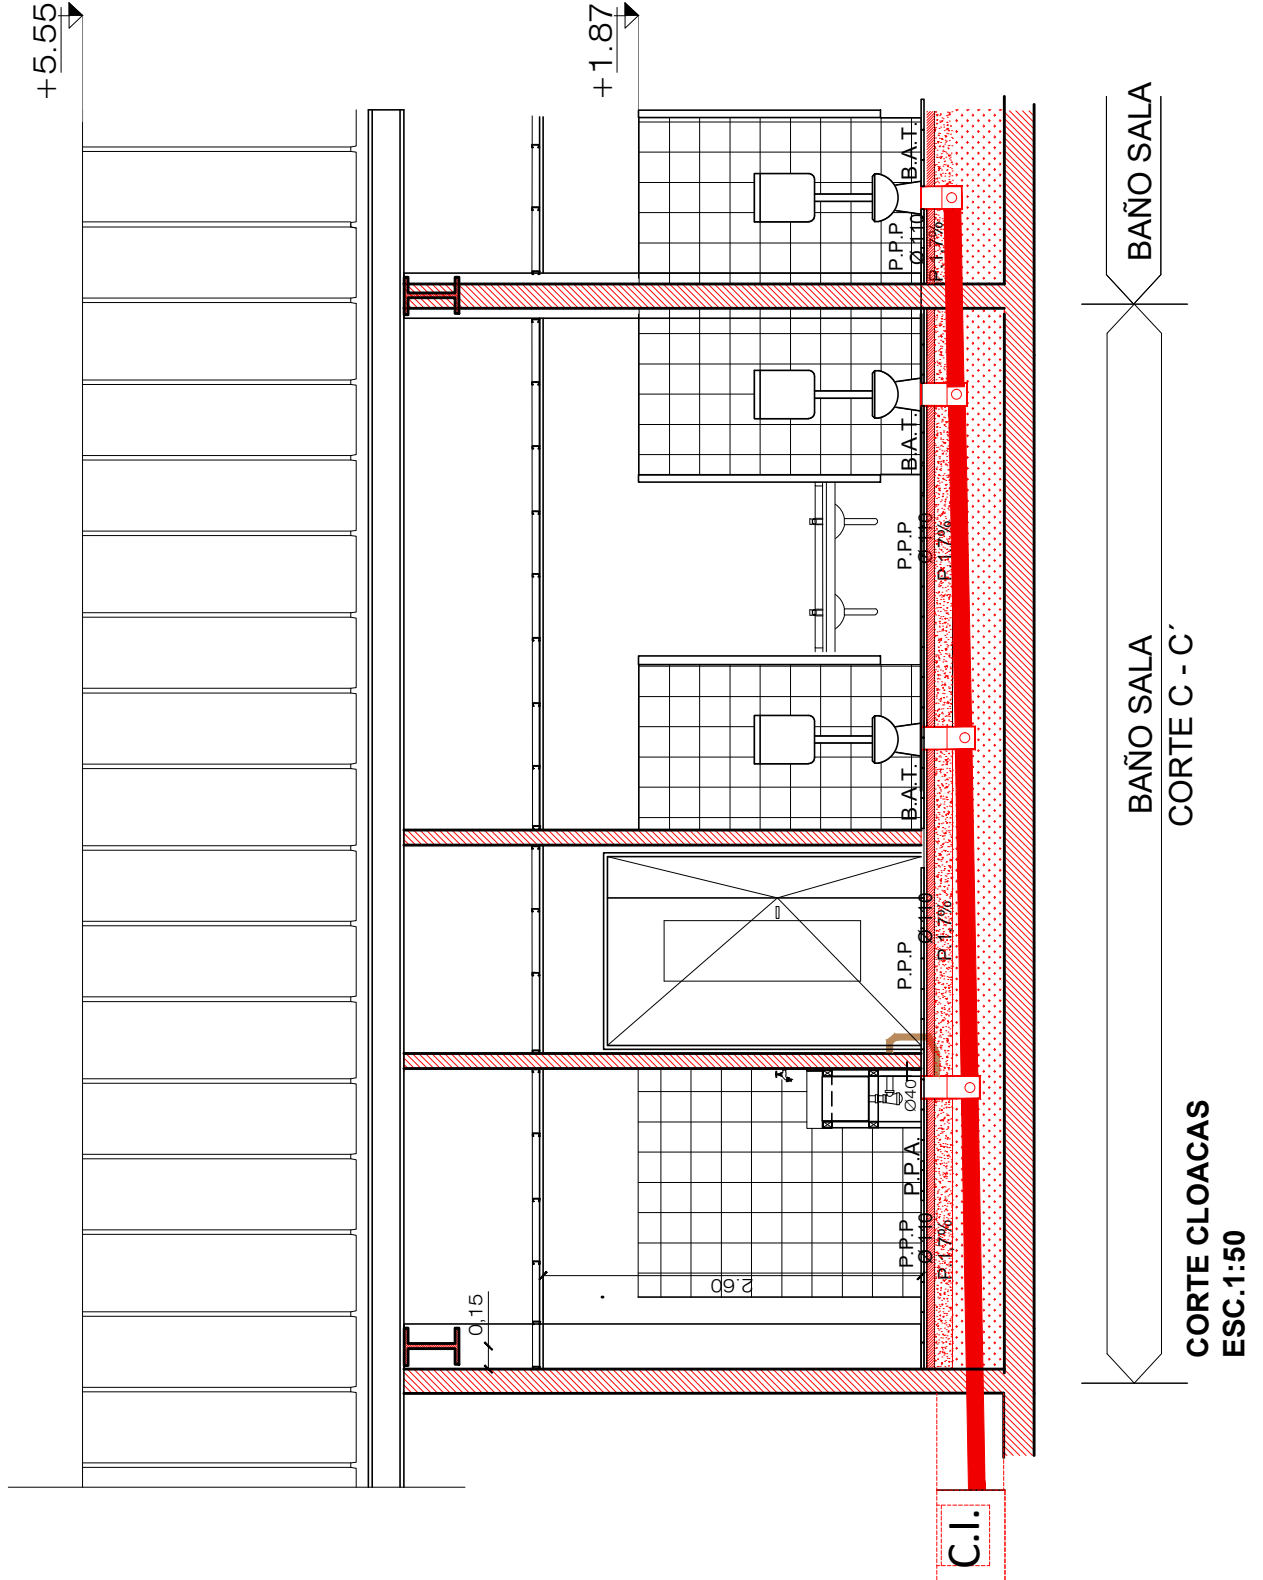 +5.55
+1.87
BAÑO SALA
B.A.T.
P.P.P
Ø 110
P. 1.7%
B.A.T.
P.P.P
Ø 110
P. 1.7%
BAÑO SALA
CORTE C - C´
B.A.T.
P.P.P
Ø 110
P. 1.7%
Ø40
P.P.A.
P.P.P
Ø 110
P. 1.7%
2.60
0,15
C.I.
CORTE CLOACAS
ESC.1:50